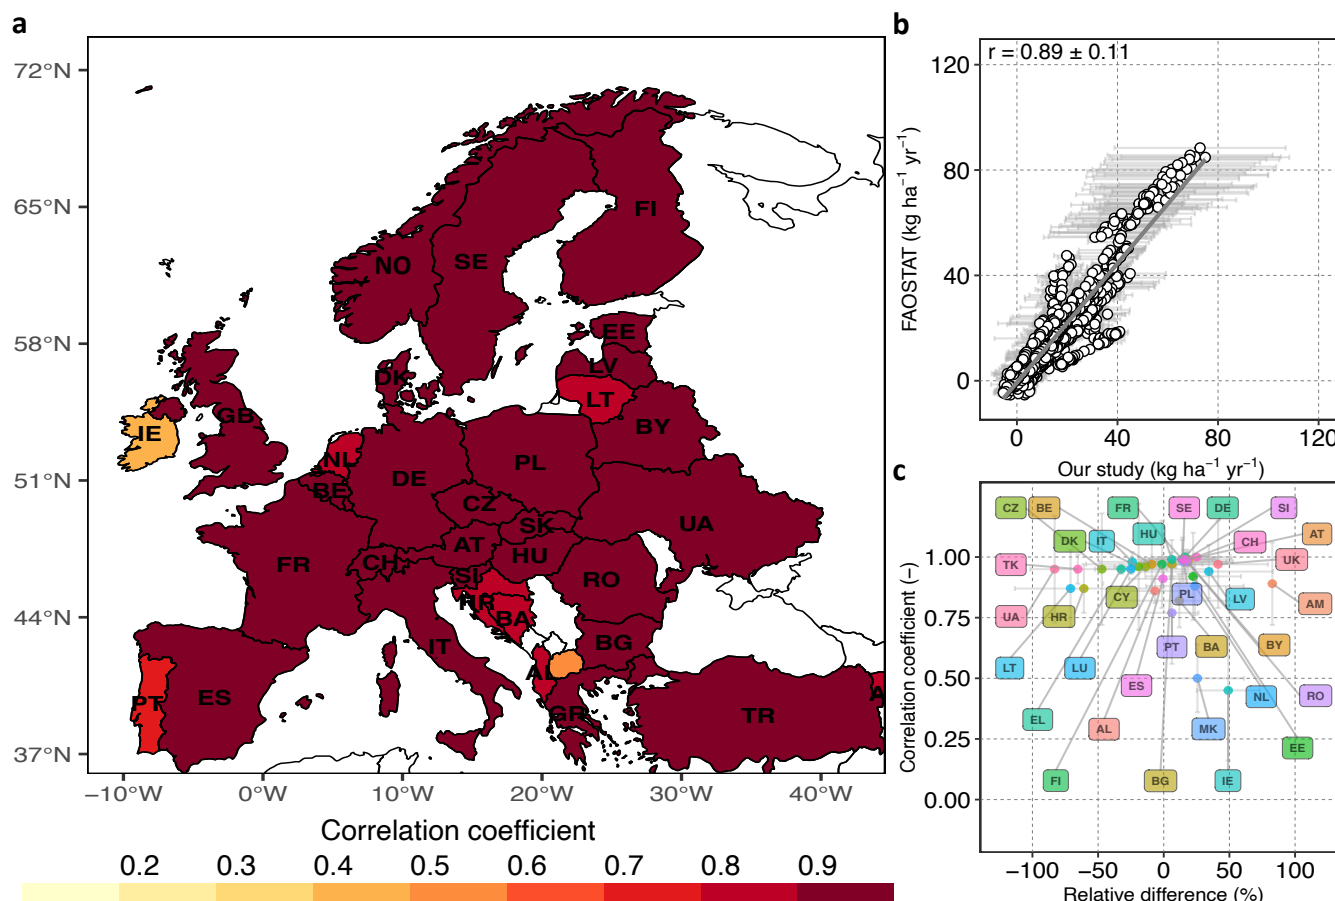 a
72°N
65°N
58°N
51°N
44°N
37°N
−10°W
0°W
10°W
20°W
30°W
40°W
FI
NO
SE
EE
LV
LT
DK
IE
GB
BY
NL
PL
DE
BE
CZ
UA
SK
AT
HU
FR
CH
SI
RO
HR
BA
IT
BG
AL
PT
ES
GR
TR
A
Correlation coefficient
0.2 0.3 0.4 0.5 0.6 0.7 0.8 0.9
b
r = 0.89 ± 0.11
120
80
40
0
FAOSTAT (kg ha⁻¹ yr⁻¹)
0 40 80 120
Our study (kg ha⁻¹ yr⁻¹)
c
CZ BE FR SE DE SI
DK IT HU CH AT
TK UK
UA HR CY PL LV AM
PT BA BY
LT LU ES NL RO
EL AL MK EE
FI BG IE
1.00
0.75
0.50
0.25
0.00
Correlation coefficient (−)
−100 −50 0 50 100
Relative difference (%)